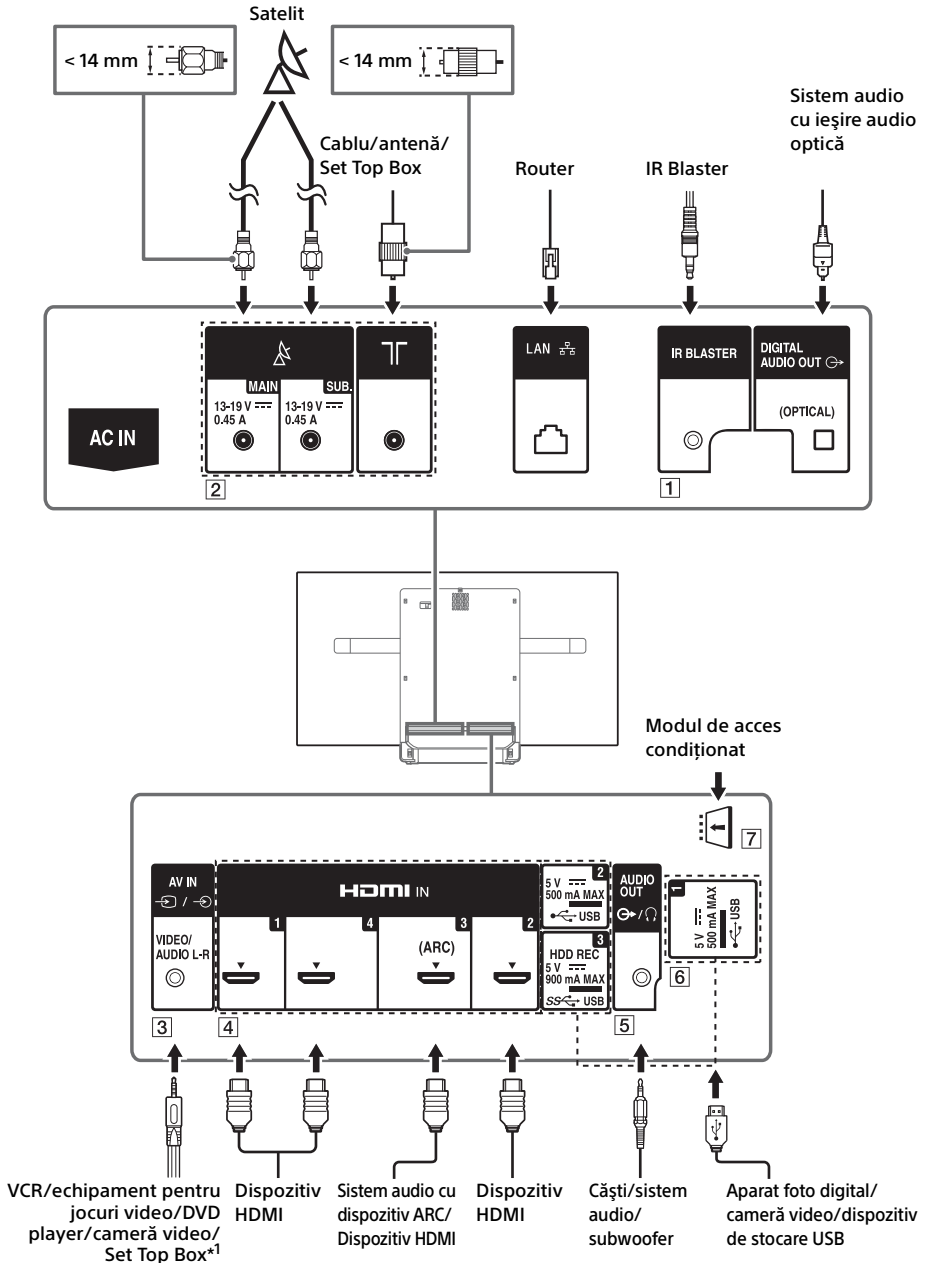 Satelit
< 14 mm
< 14 mm
Sistem audio
cu ieşire audio
optică
Cablu/antenă/
Set Top Box
Router
IR Blaster
AC IN
MAIN
13-19 V
0.45 A
SUB.
13-19 V
0.45 A
2
LAN
IR BLASTER
DIGITAL
AUDIO OUT
(OPTICAL)
1
Modul de acces
condiționat
7
AV IN
VIDEO/
AUDIO L-R
3
HDMI IN
1
4
3
(ARC)
2
4
2
5 V
500 mA MAX
USB
3
HDD REC
5 V
900 mA MAX
SS USB
AUDIO
OUT
5
1
5 V
500 mA MAX
USB
6
VCR/echipament pentru
jocuri video/DVD
player/cameră video/
Set Top Box*1
Dispozitiv
HDMI
Sistem audio cu
dispozitiv ARC/
Dispozitiv HDMI
Dispozitiv
HDMI
Căşti/sistem
audio/
subwoofer
Aparat foto digital/
cameră video/dispozitiv
de stocare USB